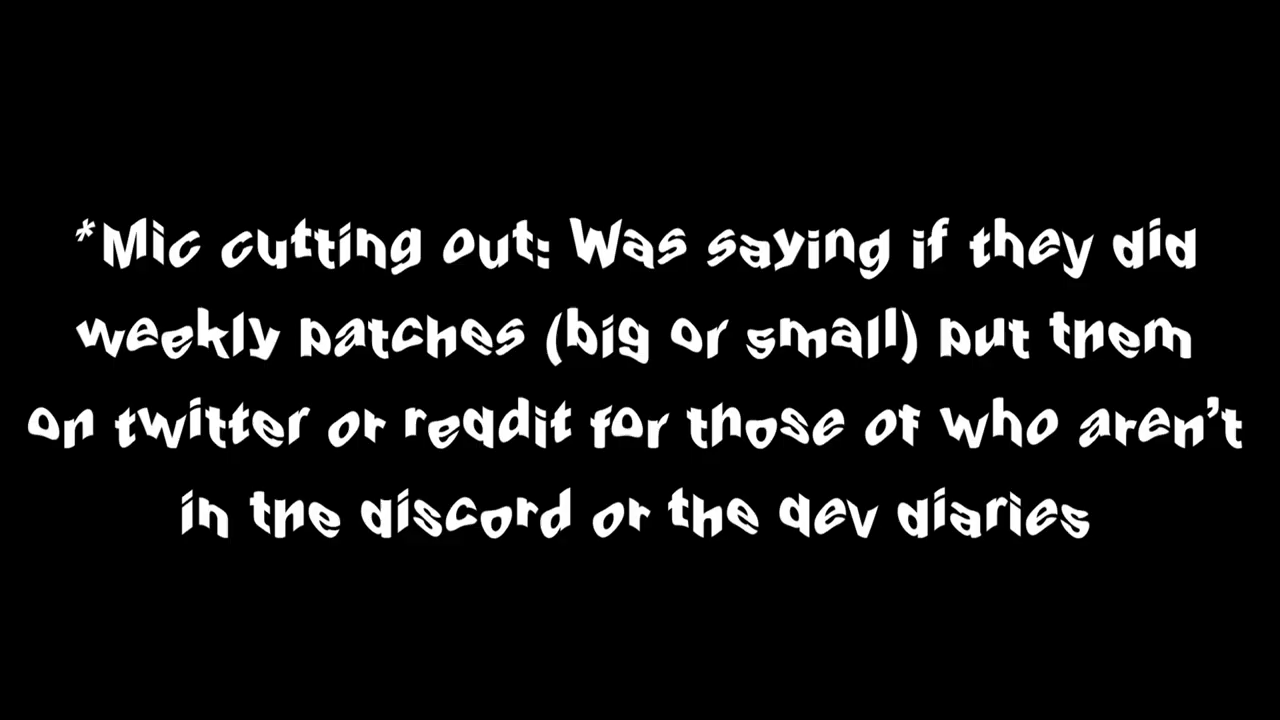 *Mic cutting out: Was saying if they did
weekly patches (big or small) put them
on twitter or reddit for those of who aren't
in the discord or the dev diaries